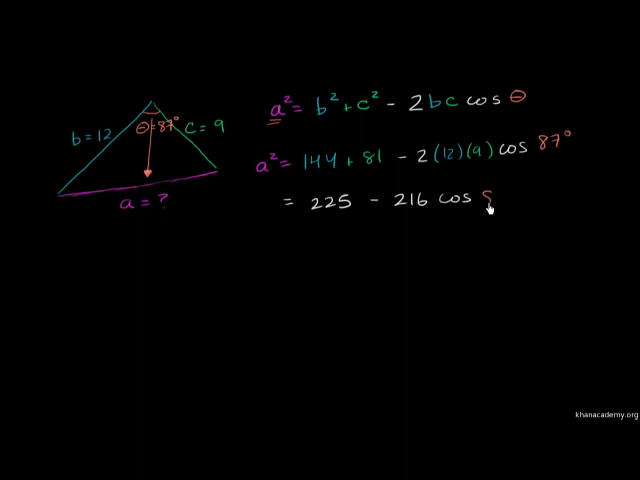 a² = b² + c² - 2bc cos θ
b = 12
θ = 87°
c = 9
a² = 144 + 81 - 2(12)(9) cos 87°
a = ?
= 225 - 216 cos
khanacademy.org